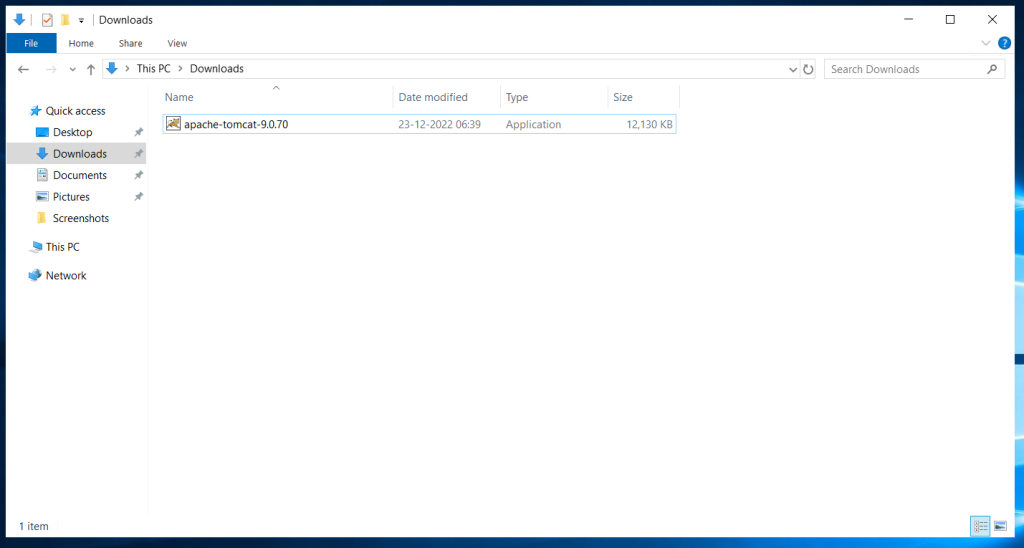 Downloads
File Home Share View
This PC > Downloads
Search Downloads
Name Date modified Type Size
apache-tomcat-9.0.70 23-12-2022 06:39 Application 12,130 KB
Quick access
Desktop
Downloads
Documents
Pictures
Screenshots
This PC
Network
1 item